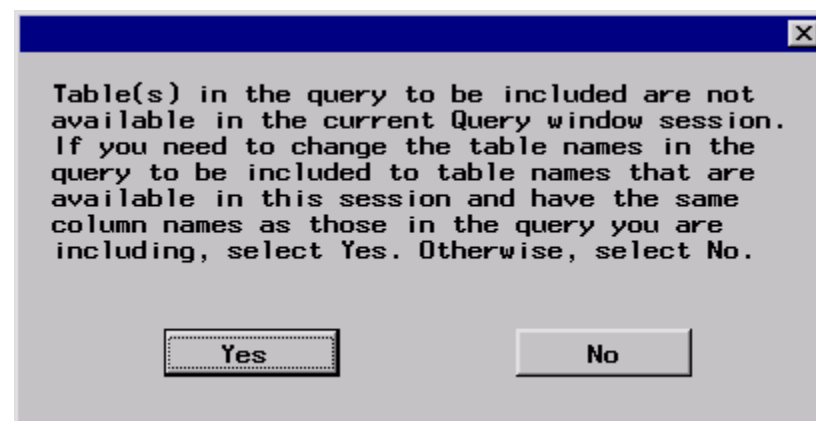 Table(s) in the query to be included are not
available in the current Query window session.
If you need to change the table names in the
query to be included to table names that are
available in this session and have the same
column names as those in the query you are
including, select Yes. Otherwise, select No.
Yes No